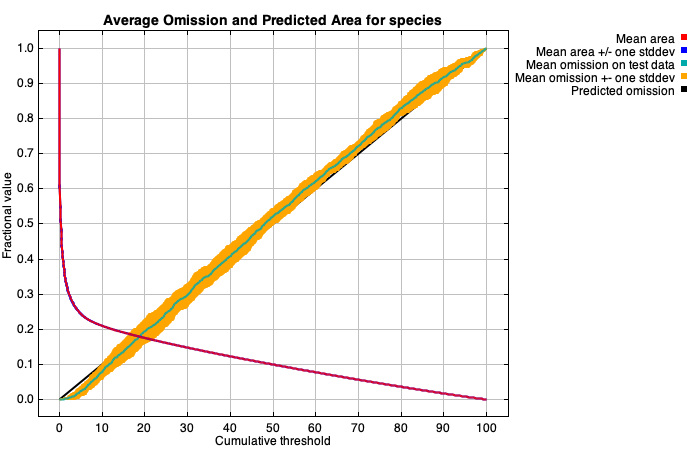 Average Omission and Predicted Area for species
Mean area
Mean area +/- one stddev
Mean omission on test data
Mean omission +- one stddev
Predicted omission
Fractional value
1.0
0.9
0.8
0.7
0.6
0.5
0.4
0.3
0.2
0.1
0.0
0 10 20 30 40 50 60 70 80 90 100
Cumulative threshold